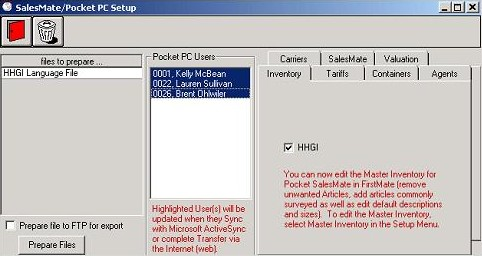 SalesMate/Pocket PC Setup
files to prepare ...
HHGI Language File
Prepare file to FTP for export
Prepare Files
Pocket PC Users
0001, Kelly McBean
0022, Lauren Sullivan
0026, Brent Ohlwiler
Highlighted User(s) will be
updated when they Sync
with Microsoft ActiveSync
or complete Transfer via
the Internet (web).
Carriers SalesMate Valuation
Inventory Tariffs Containers Agents
HHGI
You can now edit the Master Inventory for
Pocket SalesMate in FirstMate (remove
unwanted Articles, add articles commonly
surveyed as well as edit default descriptions
and sizes). To edit the Master Inventory,
select Master Inventory in the Setup Menu.